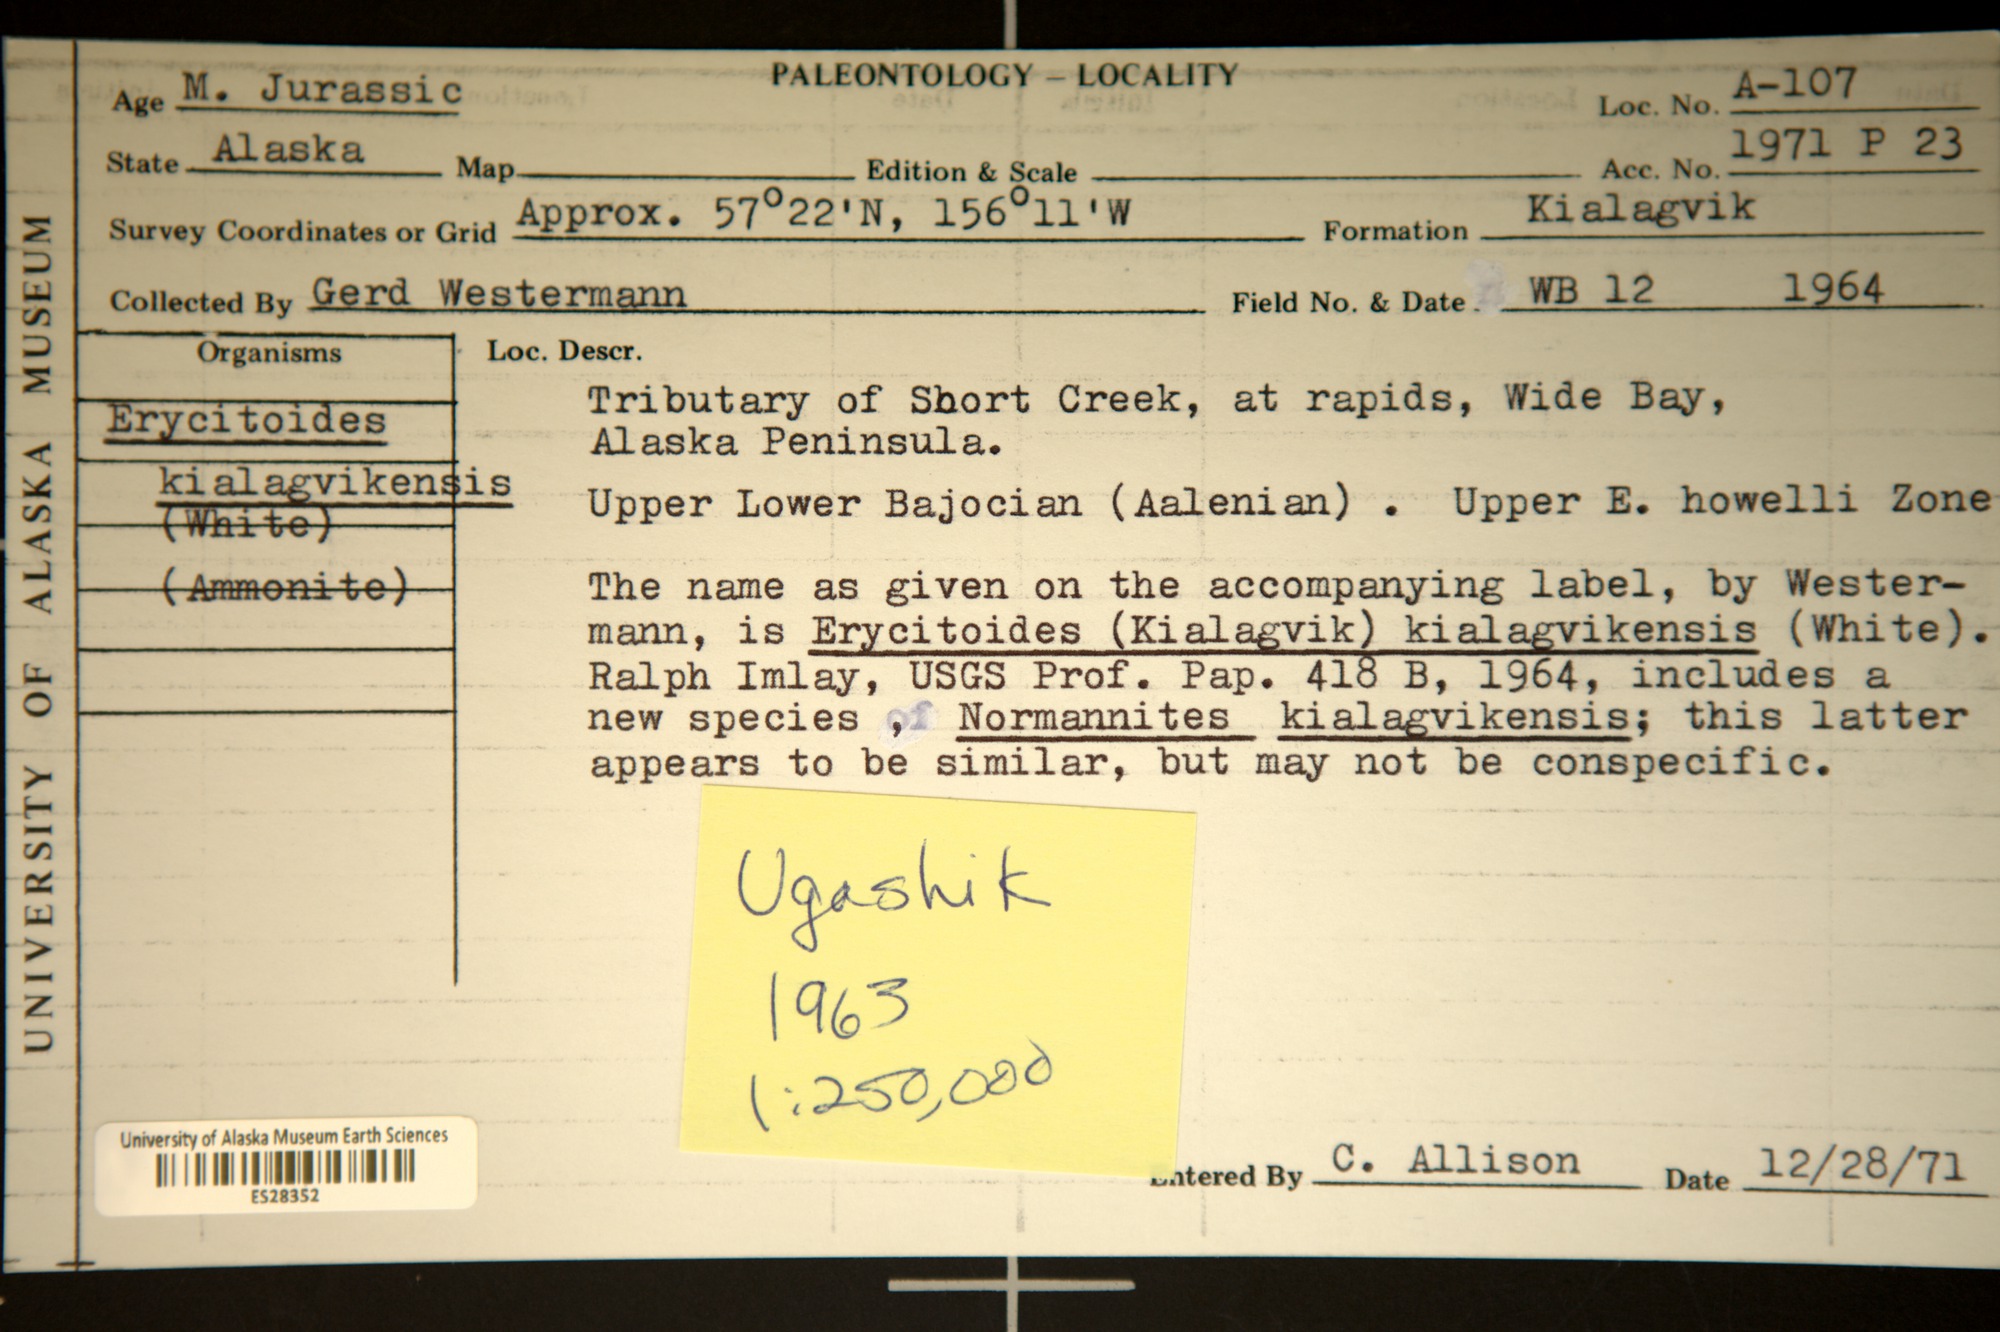 PALEONTOLOGY – LOCALITY
Age M. Jurassic
Loc. No. A-107
State Alaska Map Edition & Scale Acc. No. 1971 P 23
Survey Coordinates or Grid Approx. 57°22'N, 156°11'W Formation Kialagvik
Collected By Gerd Westermann Field No. & Date WB 12 1964
Organisms
Erycitoides
kialagvikensis
(White)
(Ammonite)
Loc. Descr.
Tributary of Short Creek, at rapids, Wide Bay,
Alaska Peninsula.
Upper Lower Bajocian (Aalenian) . Upper E. howelli Zone
The name as given on the accompanying label, by Wester-
mann, is Erycitoides (Kialagvik) kialagvikensis (White).
Ralph Imlay, USGS Prof. Pap. 418 B, 1964, includes a
new species , Normannites kialagvikensis; this latter
appears to be similar, but may not be conspecific.
Ugashik
1963
1:250,000
Entered By C. Allison Date 12/28/71
University of Alaska Museum Earth Sciences
ES28352
UNIVERSITY OF ALASKA MUSEUM